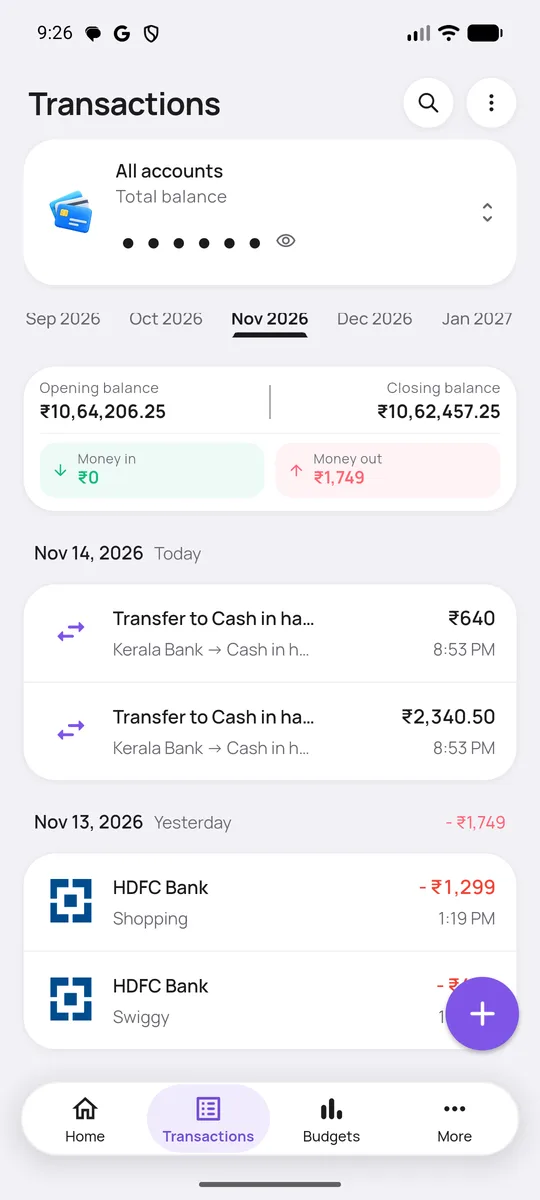 9:26
Transactions
All accounts
Total balance
Sep 2026 Oct 2026 Nov 2026 Dec 2026 Jan 2027
Opening balance Closing balance
₹10,64,206.25 ₹10,62,457.25
Money in Money out
₹0 ₹1,749
Nov 14, 2026 Today
Transfer to Cash in ha... ₹640
Kerala Bank → Cash in h... 8:53 PM
Transfer to Cash in ha... ₹2,340.50
Kerala Bank → Cash in h... 8:53 PM
Nov 13, 2026 Yesterday - ₹1,749
HDFC Bank - ₹1,299
Shopping 1:19 PM
HDFC Bank - ₹
Swiggy
Home Transactions Budgets More